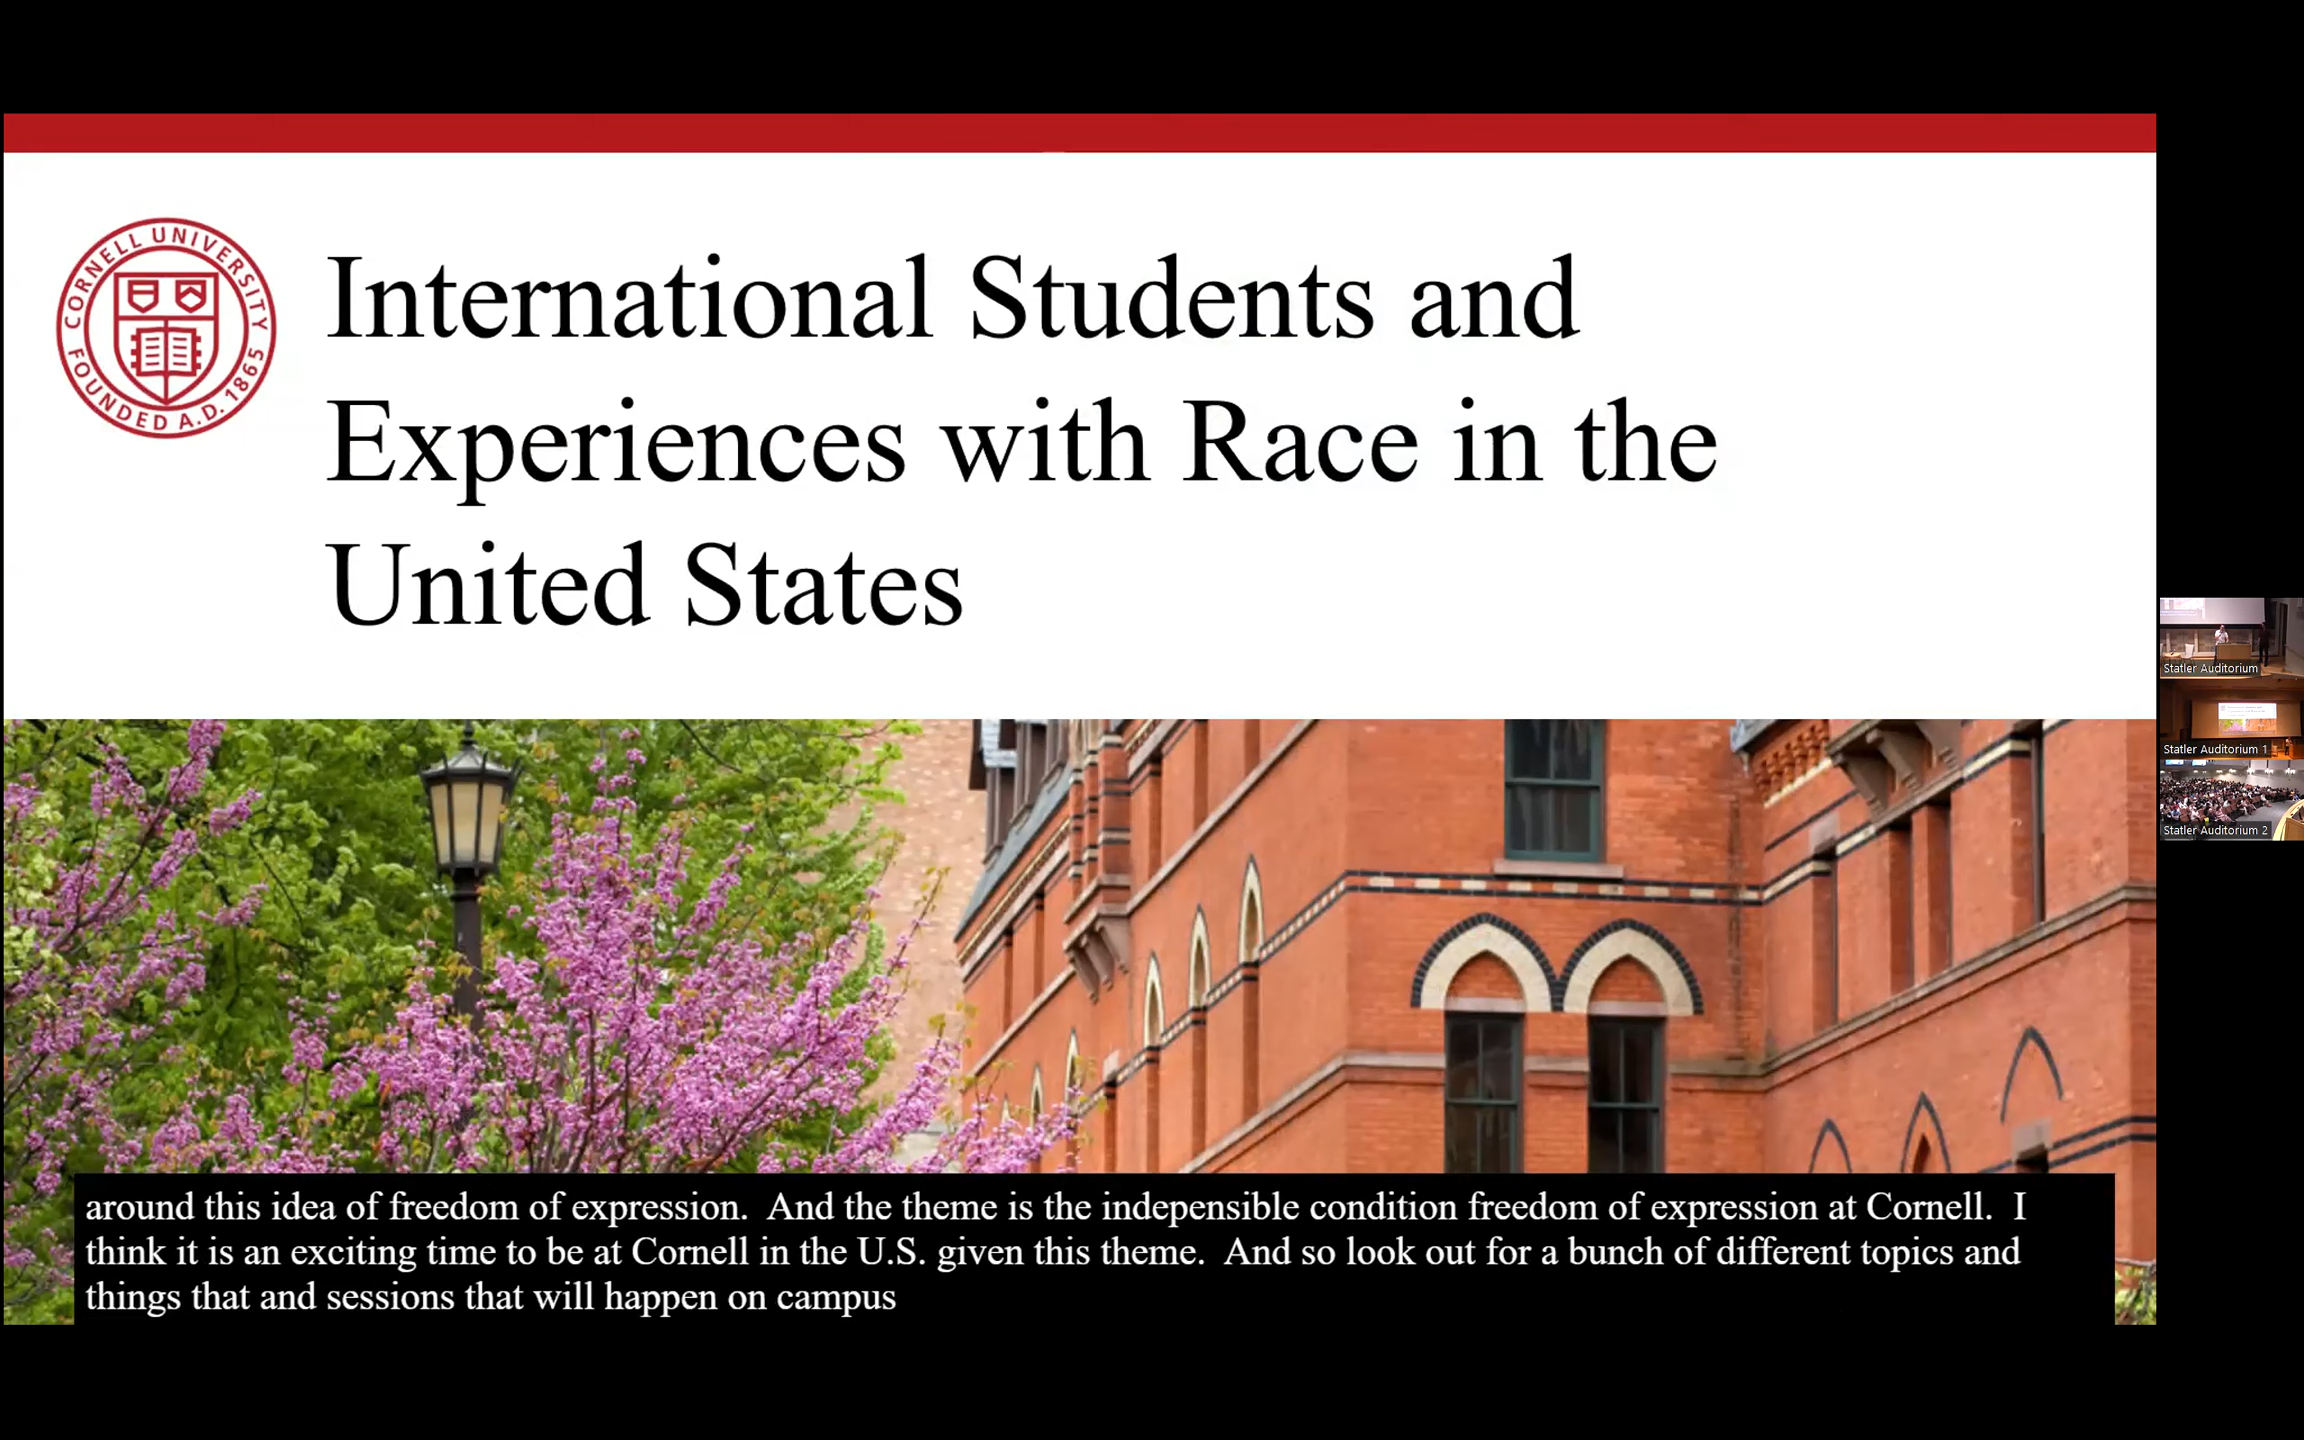 CORNELL UNIVERSITY
FOUNDED A.D. 1865
International Students and
Experiences with Race in the
United States
Statler Auditorium
Statler Auditorium 1
Statler Auditorium 2
around this idea of freedom of expression.  And the theme is the indepensible condition freedom of expression at Cornell.  I
think it is an exciting time to be at Cornell in the U.S. given this theme.  And so look out for a bunch of different topics and
things that and sessions that will happen on campus